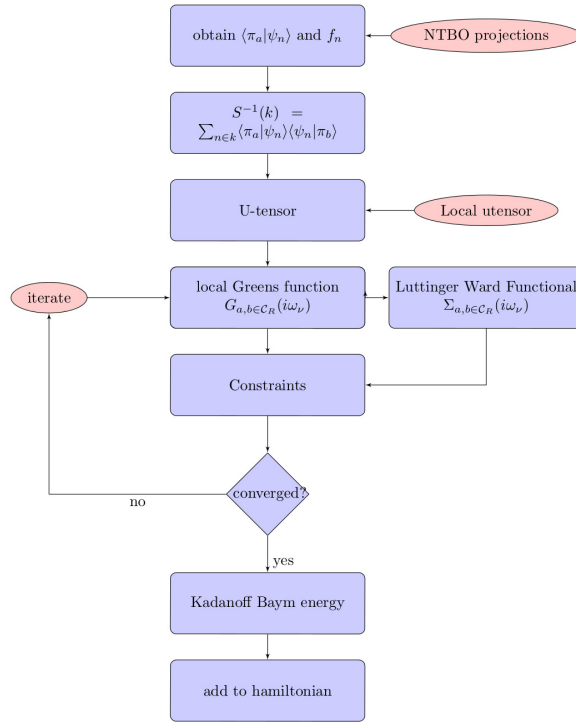 obtain ⟨π_a|ψ_n⟩ and f_n
NTBO projections
S^{-1}(k) =
∑_{n∈k}⟨π_a|ψ_n⟩⟨ψ_n|π_b⟩
U-tensor
Local utensor
iterate
local Greens function
G_{a,b∈𝒞_R}(iω_ν)
Luttinger Ward Functional
Σ_{a,b∈𝒞_R}(iω_ν)
Constraints
converged?
no
yes
Kadanoff Baym energy
add to hamiltonian